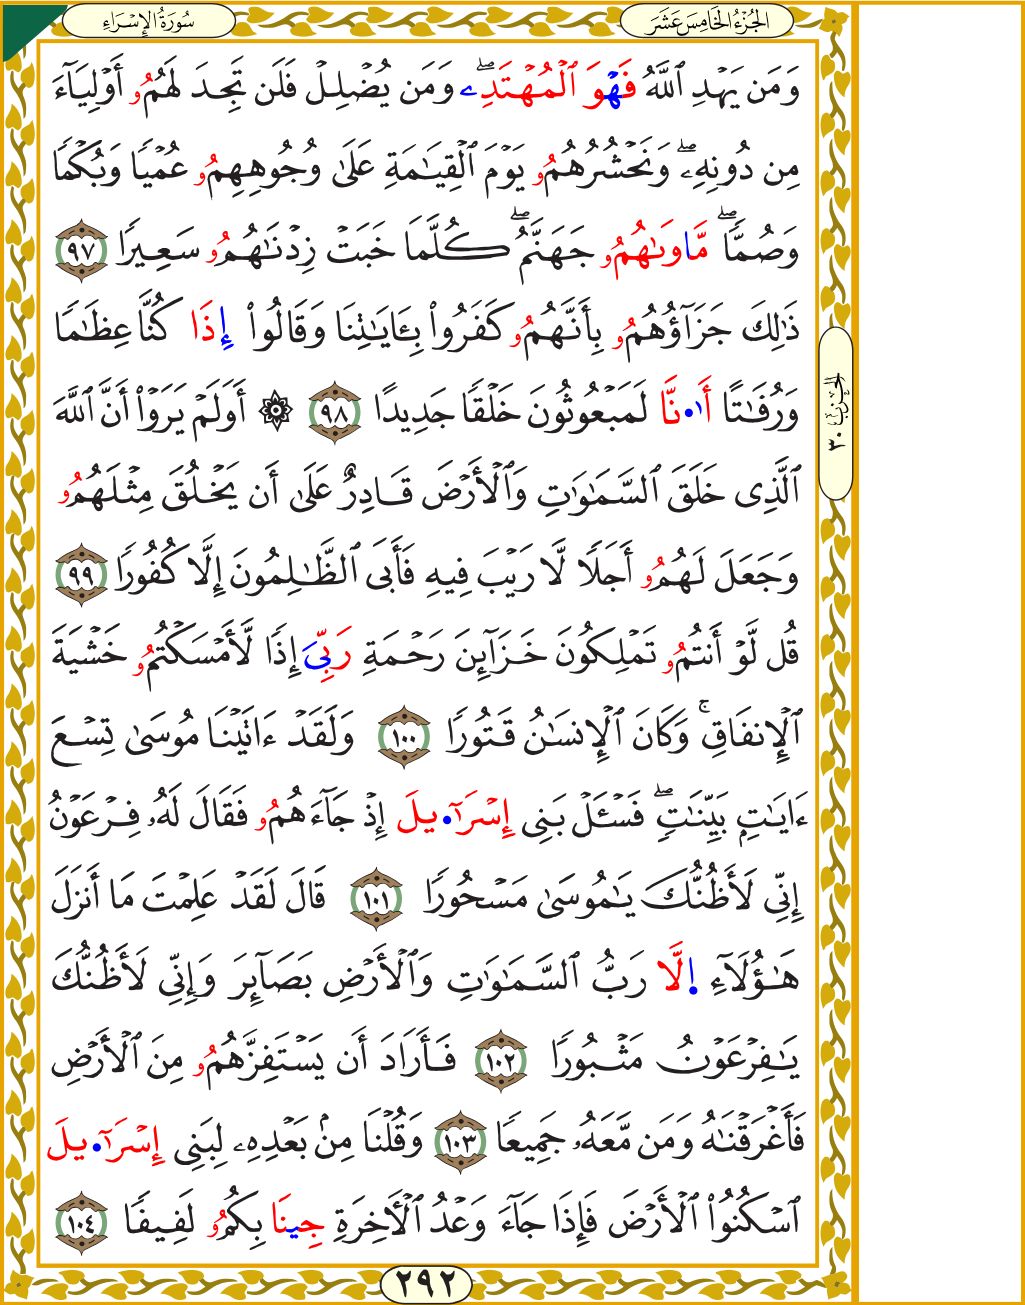 سُورَةُ الإِسْرَاءِ
الجُزْءُ الخَامِسَ عَشَرَ
وَمَن يَهْدِ ٱللَّهُ فَهْوَ ٱلْمُهْتَدِۦۖ وَمَن يُضْلِلْ فَلَن تَجِدَ لَهُمُۥٓ أَوْلِيَآءَ
مِن دُونِهِۦۖ وَنَحْشُرُهُمُۥ يَوْمَ ٱلْقِيَٰمَةِ عَلَىٰ وُجُوهِهِمُۥ عُمْيًا وَبُكْمًا
وَصُمًّاۖ مَّاوَىٰهُمُۥ جَهَنَّمُۖ كُلَّمَا خَبَتْ زِدْنَٰهُمُۥ سَعِيرًا ٩٧
ذَٰلِكَ جَزَآؤُهُمُۥ بِأَنَّهُمُۥ كَفَرُوا۟ بِـَٔايَٰتِنَا وَقَالُوٓا۟ إِذَا كُنَّا عِظَٰمًا
وَرُفَٰتًا أَا۬نَّا لَمَبْعُوثُونَ خَلْقًا جَدِيدًا ٩٨ ۞ أَوَلَمْ يَرَوْا۟ أَنَّ ٱللَّهَ
ٱلَّذِى خَلَقَ ٱلسَّمَٰوَٰتِ وَٱلْأَرْضَ قَادِرٌ عَلَىٰٓ أَن يَخْلُقَ مِثْلَهُمُۥ
وَجَعَلَ لَهُمُۥٓ أَجَلًا لَّا رَيْبَ فِيهِ فَأَبَى ٱلظَّٰلِمُونَ إِلَّا كُفُورًا ٩٩
قُل لَّوْ أَنتُمُۥ تَمْلِكُونَ خَزَآئِنَ رَحْمَةِ رَبِّىَ إِذًا لَّأَمْسَكْتُمُۥ خَشْيَةَ
ٱلْإِنفَاقِۚ وَكَانَ ٱلْإِنسَٰنُ قَتُورًا ١٠٠ وَلَقَدْ ءَاتَيْنَا مُوسَىٰ تِسْعَ
ءَايَٰتٍۭ بَيِّنَٰتٍۖ فَسْـَٔلْ بَنِىٓ إِسْرَآ•يلَ إِذْ جَآءَهُمُۥ فَقَالَ لَهُۥ فِرْعَوْنُ
إِنِّى لَأَظُنُّكَ يَٰمُوسَىٰ مَسْحُورًا ١٠١ قَالَ لَقَدْ عَلِمْتَ مَآ أَنزَلَ
هَٰٓؤُلَآءِ ا۪لَّا رَبُّ ٱلسَّمَٰوَٰتِ وَٱلْأَرْضِ بَصَآئِرَ وَإِنِّى لَأَظُنُّكَ
يَٰفِرْعَوْنُ مَثْبُورًا ١٠٢ فَأَرَادَ أَن يَسْتَفِزَّهُمُۥ مِنَ ٱلْأَرْضِ
فَأَغْرَقْنَٰهُ وَمَن مَّعَهُۥ جَمِيعًا ١٠٣ وَقُلْنَا مِنۢ بَعْدِهِۦ لِبَنِىٓ إِسْرَآ•يلَ
ٱسْكُنُوا۟ ٱلْأَرْضَ فَإِذَا جَآءَ وَعْدُ ٱلْأَخِرَةِ جِينَا بِكُمُۥ لَفِيفًا ١٠٤
الحِزْبُ ٣٠
٢٩٢